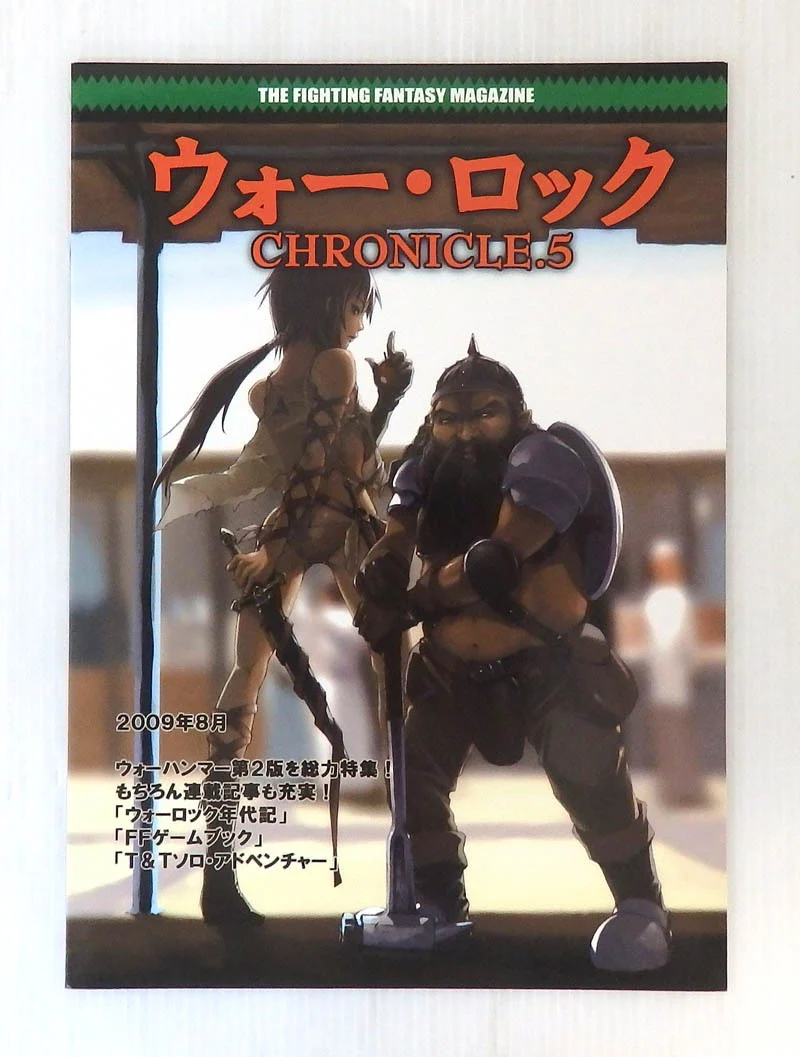 THE FIGHTING FANTASY MAGAZINE
ウォー・ロック
CHRONICLE.5
2009年8月
ウォーハンマー第2版を総力特集！
もちろん連載記事も充実！
「ウォーロック年代記」
「FFゲームブック」
「T&Tソロ・アドベンチャー」